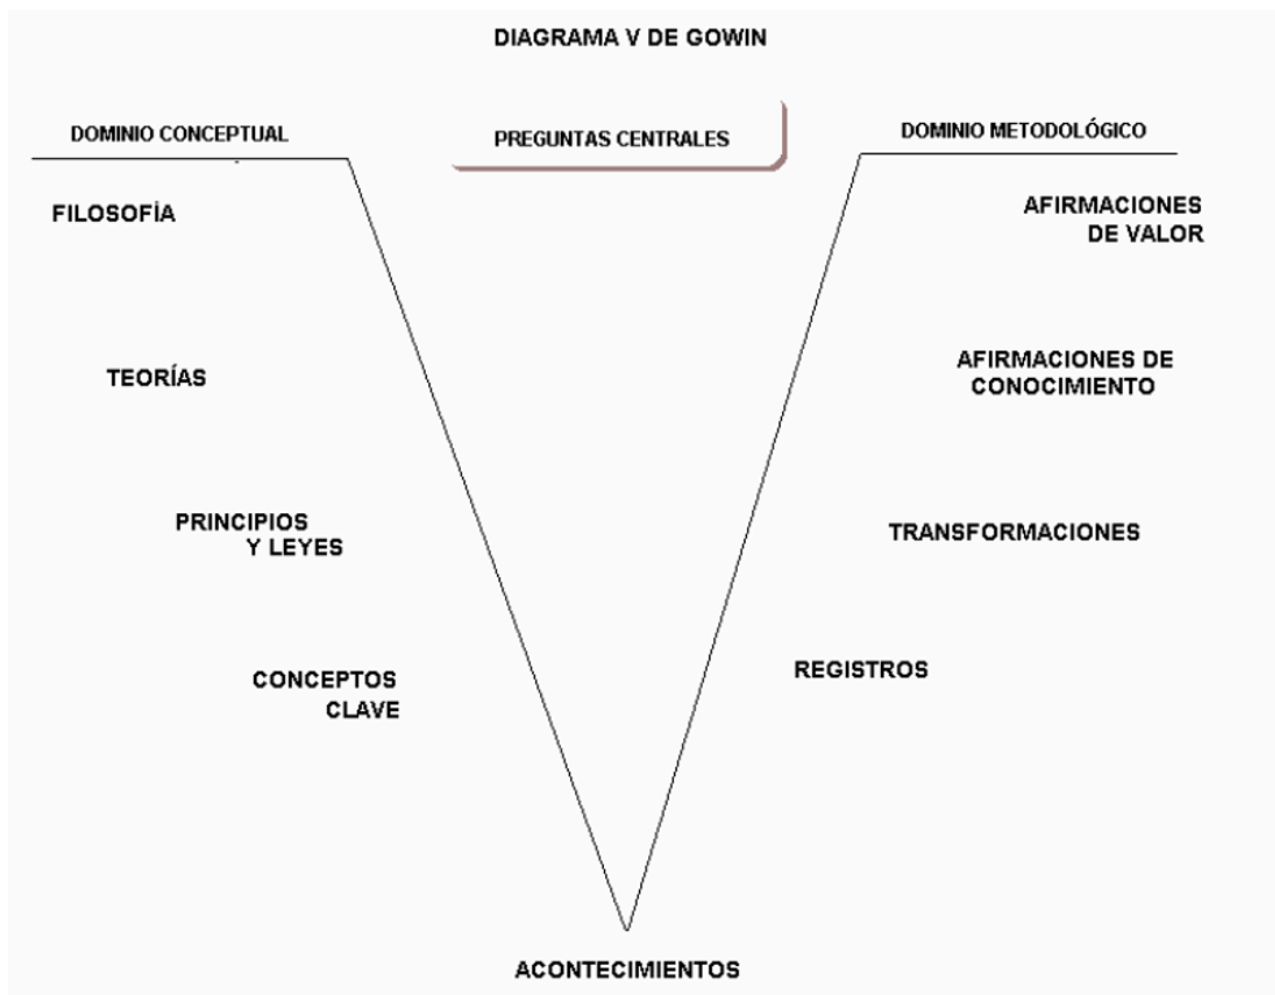 DIAGRAMA V DE GOWIN
DOMINIO CONCEPTUAL
PREGUNTAS CENTRALES
DOMINIO METODOLÓGICO
FILOSOFÍA
AFIRMACIONES
DE VALOR
TEORÍAS
AFIRMACIONES DE
CONOCIMIENTO
PRINCIPIOS
Y LEYES
TRANSFORMACIONES
CONCEPTOS
CLAVE
REGISTROS
ACONTECIMIENTOS